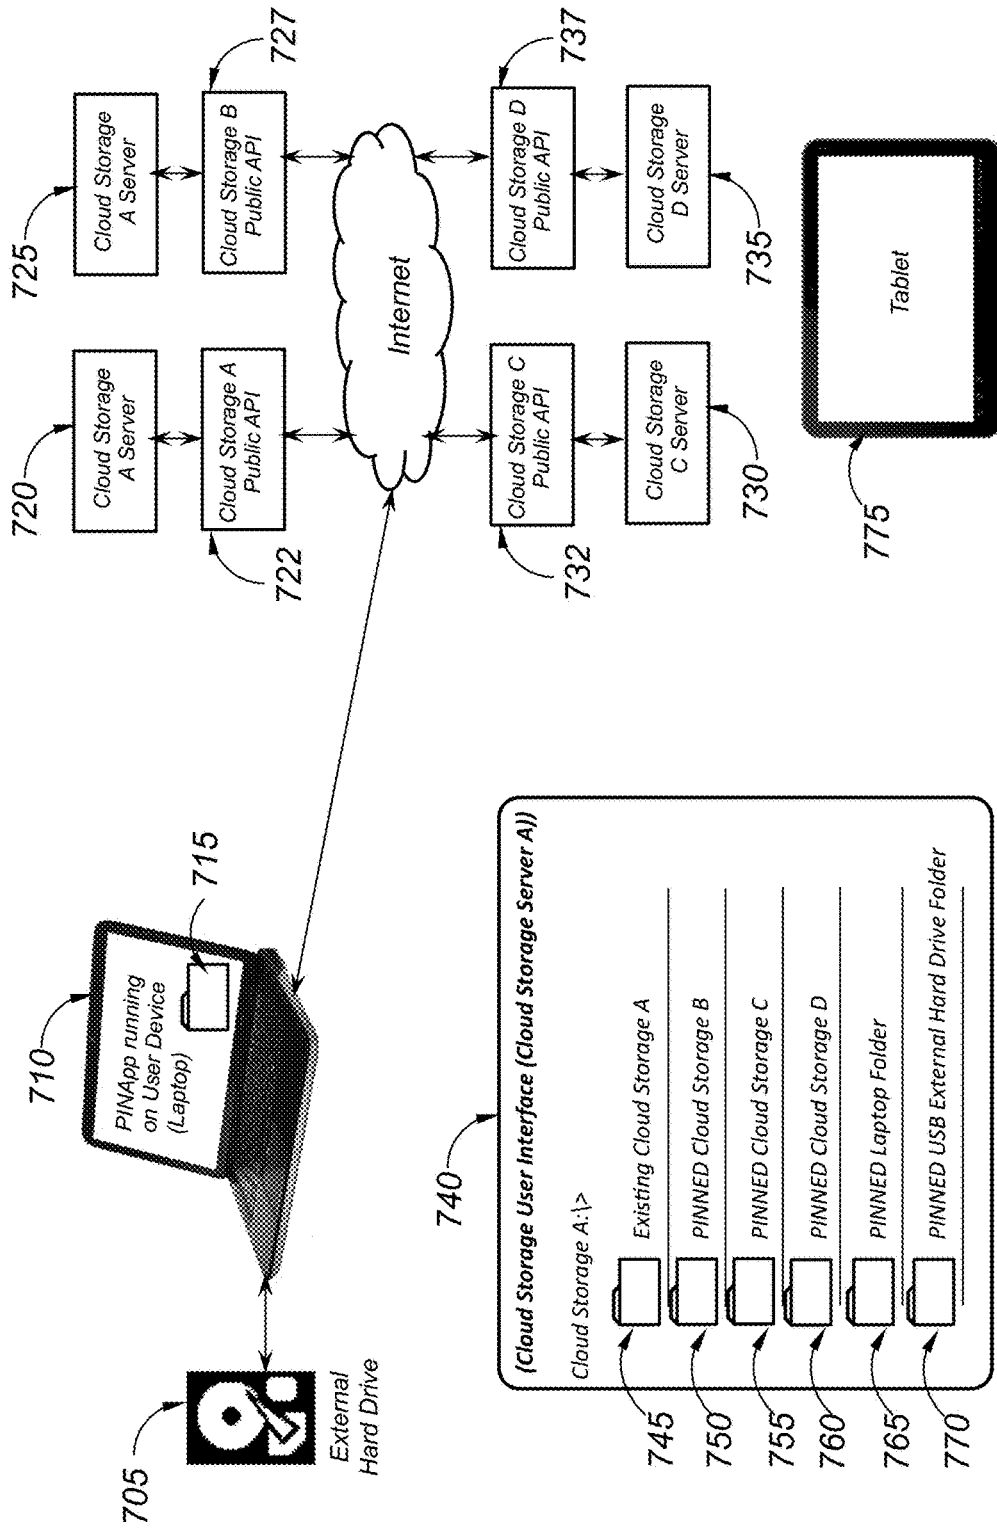 705
External
Hard Drive
710
PINApp running
on User Device
(Laptop)
715
720
Cloud Storage
A Server
725
Cloud Storage
A Server
Cloud Storage A
Public API
722
Cloud Storage B
Public API
727
Internet
Cloud Storage C
Public API
732
Cloud Storage D
Public API
737
Cloud Storage
C Server
730
Cloud Storage
D Server
735
740
(Cloud Storage User Interface (Cloud Storage Server A))
Cloud Storage A:\>
745
Existing Cloud Storage A
750
PINNED Cloud Storage B
755
PINNED Cloud Storage C
760
PINNED Cloud Storage D
765
PINNED Laptop Folder
770
PINNED USB External Hard Drive Folder
775
Tablet